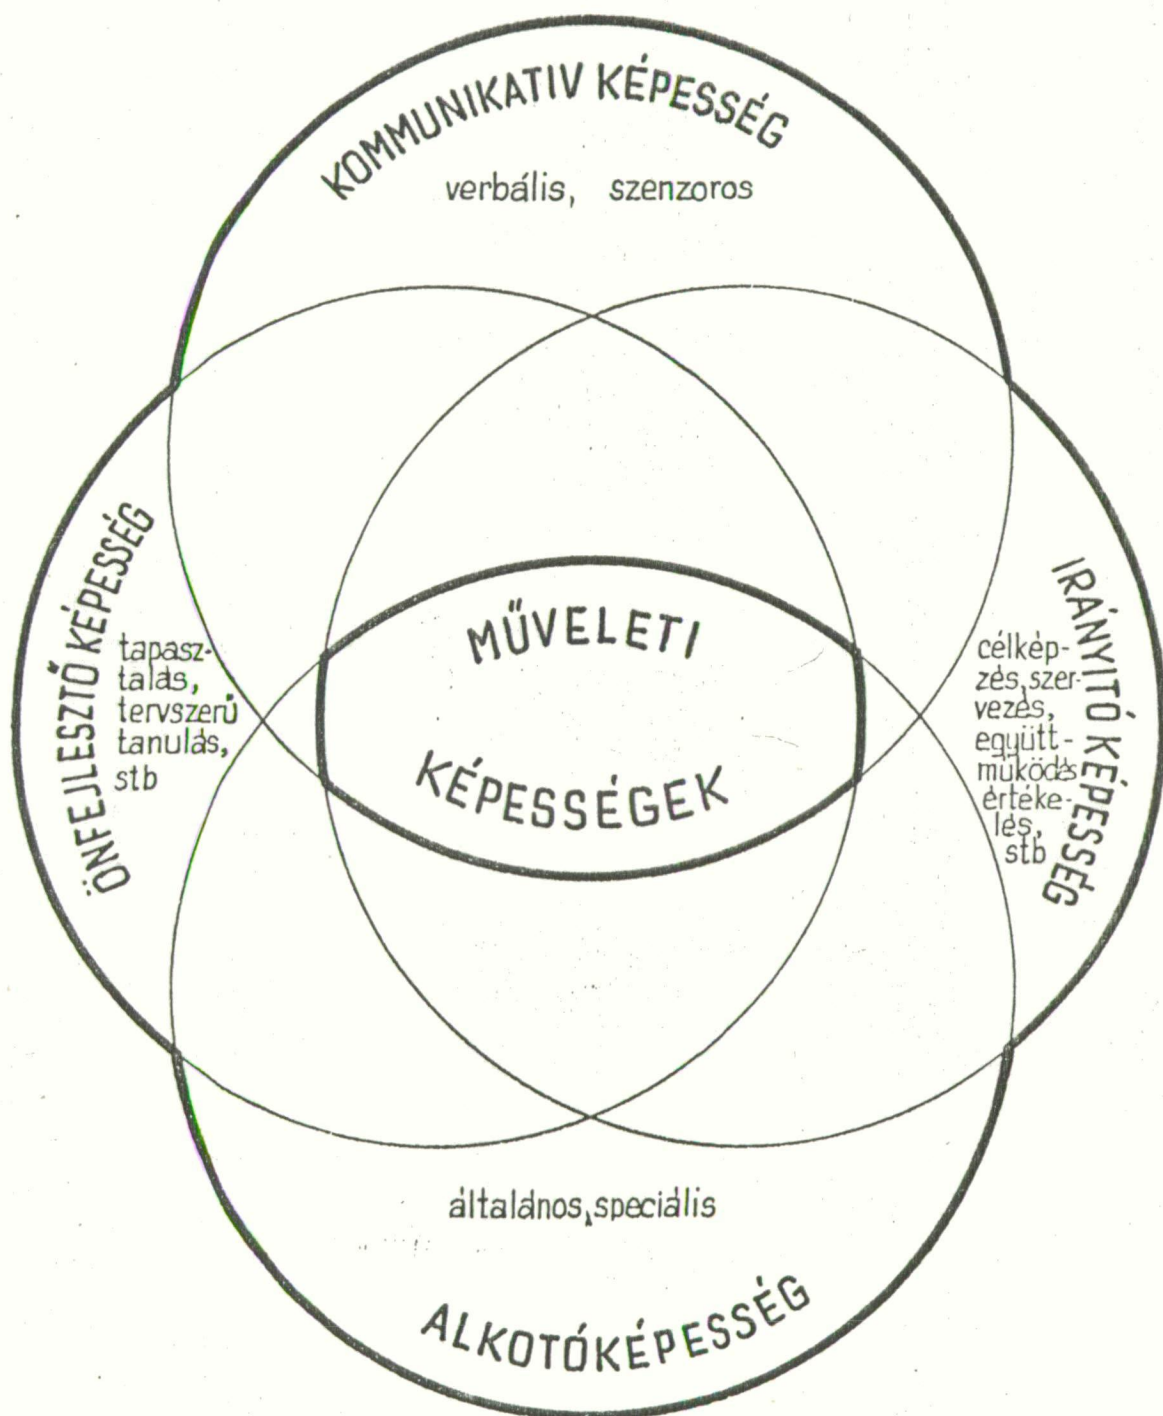 KOMMUNIKATIV KÉPESSÉG
verbális, szenzoros
ÖNFEJLESZTŐ KÉPESSÉG
tapasz-
talás,
tervszerű
tanulás,
stb
MŰVELETI
KÉPESSÉGEK
IRÁNYITÓ KÉPESSÉG
célkép-
zés,szer-
vezés,
együtt-
működés
értéke-
lés,
stb
általános,speciális
ALKOTÓKÉPESSÉG